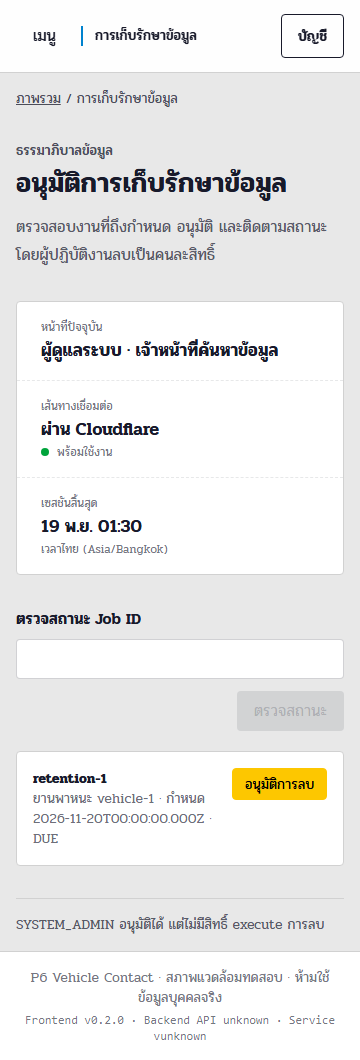 เมนู
การเก็บรักษาข้อมูล
บัญชี
ภาพรวม / การเก็บรักษาข้อมูล
ธรรมาภิบาลข้อมูล
อนุมัติการเก็บรักษาข้อมูล
ตรวจสอบงานที่ถึงกำหนด อนุมัติ และติดตามสถานะ
โดยผู้ปฏิบัติงานลบเป็นคนละสิทธิ์
หน้าที่ปัจจุบัน
ผู้ดูแลระบบ · เจ้าหน้าที่ค้นหาข้อมูล
เส้นทางเชื่อมต่อ
ผ่าน Cloudflare
พร้อมใช้งาน
เซสชันสิ้นสุด
19 พ.ย. 01:30
เวลาไทย (Asia/Bangkok)
ตรวจสถานะ Job ID
ตรวจสถานะ
retention-1
ยานพาหนะ vehicle-1 · กำหนด
2026-11-20T00:00:00.000Z ·
DUE
อนุมัติการลบ
SYSTEM_ADMIN อนุมัติได้ แต่ไม่มีสิทธิ์ execute การลบ
P6 Vehicle Contact · สภาพแวดล้อมทดสอบ · ห้ามใช้
ข้อมูลบุคคลจริง
Frontend v0.2.0 · Backend API unknown · Service
vunknown